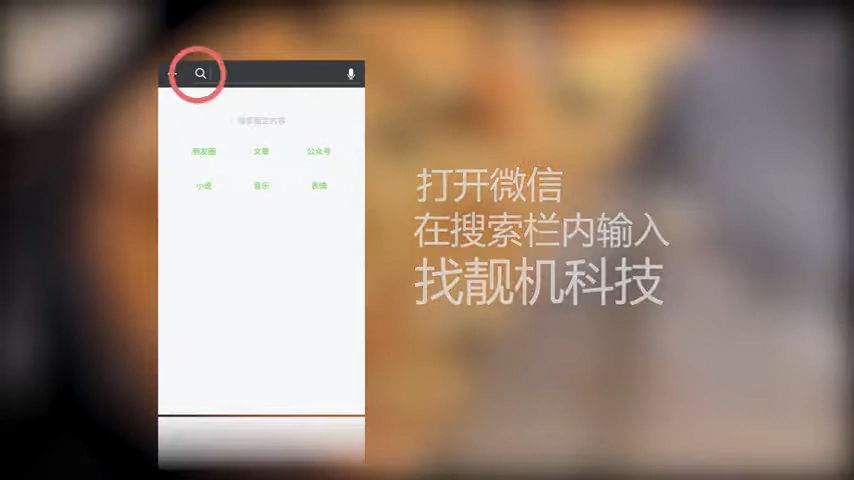 搜索指定内容
朋友圈 文章 公众号
小说 音乐 表情
打开微信
在搜索栏内输入
找靓机科技